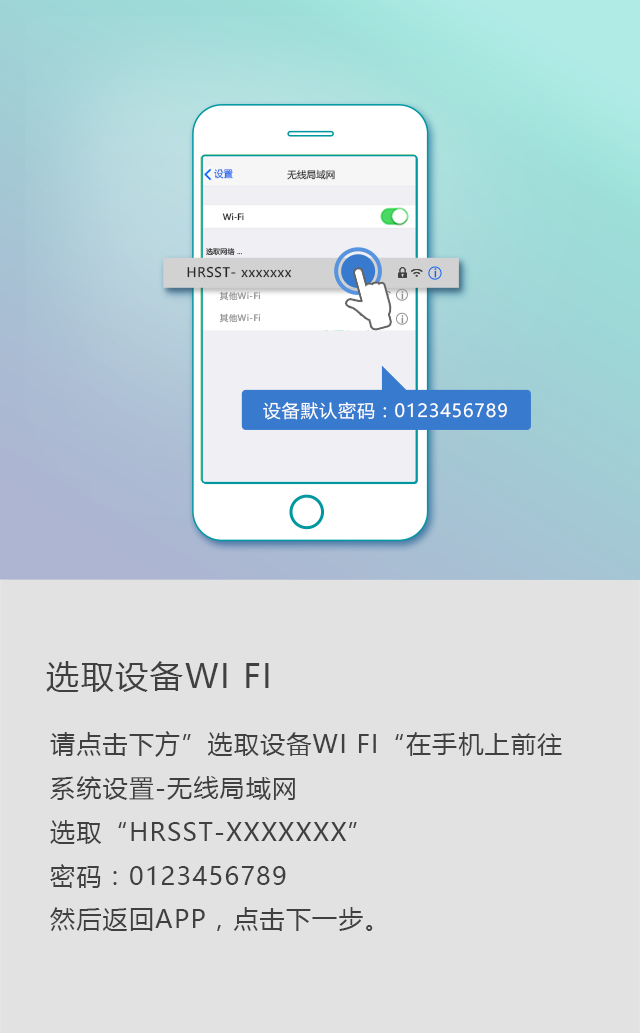 设置
无线局域网
Wi-Fi
选取网络 ...
HRSST- xxxxxxx
其他Wi-Fi
其他Wi-Fi
设备默认密码：0123456789
选取设备WI FI
请点击下方”选取设备WI FI“在手机上前往
系统设置-无线局域网
选取“HRSST-XXXXXXX”
密码：0123456789
然后返回APP，点击下一步。